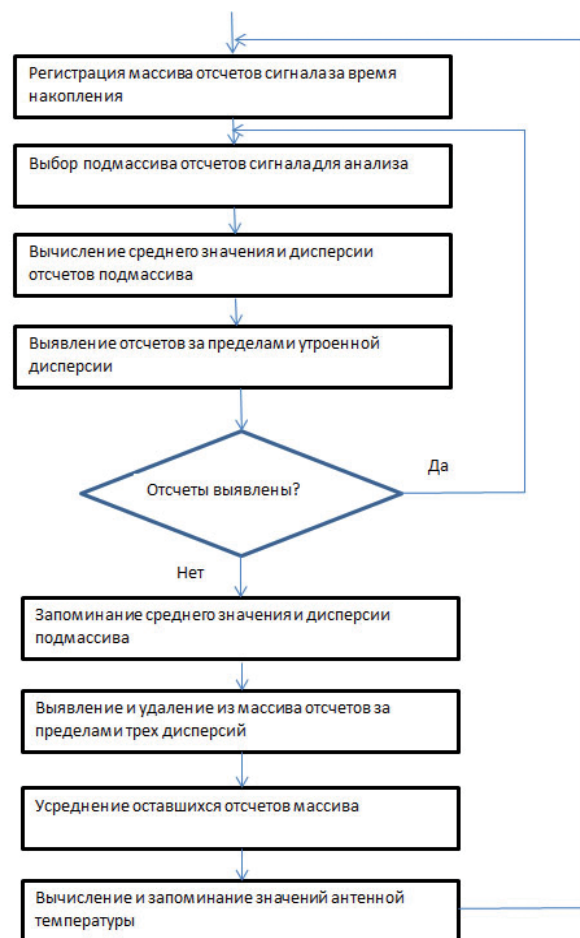 Регистрация массива отсчетов сигнала за время
накопления
Выбор подмассива отсчетов сигнала для анализа
Вычисление среднего значения и дисперсии
отсчетов подмассива
Выявление отсчетов за пределами утроенной
дисперсии
Отсчеты выявлены?
Да
Нет
Запоминание среднего значения и дисперсии
подмассива
Выявление и удаление из массива отсчетов за
пределами трех дисперсий
Усреднение оставшихся отсчетов массива
Вычисление и запоминание значений антенной
температуры